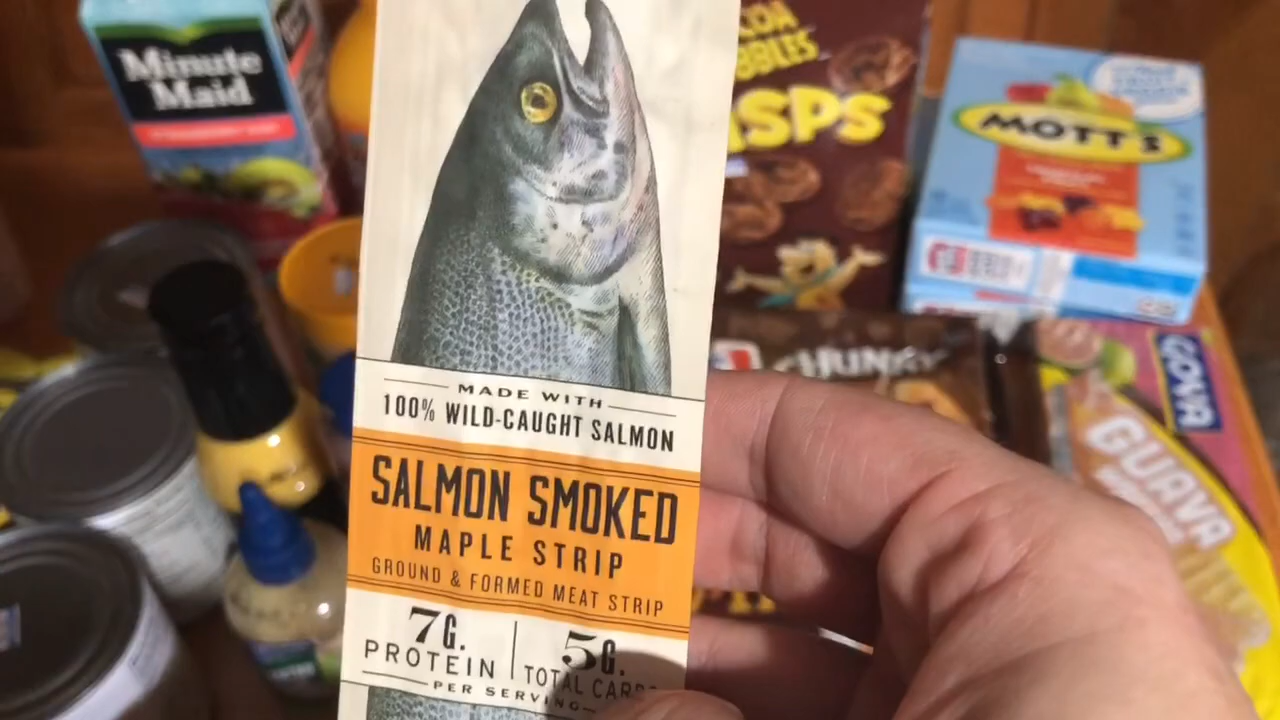 Minute
Maid
MADE WITH
100% WILD-CAUGHT SALMON
SALMON SMOKED
MAPLE STRIP
GROUND & FORMED MEAT STRIP
7G.
PROTEIN
5G.
TOTAL CARB
PER SERVING
MOTT'S
CHUNKY
GOYA
GUAVA